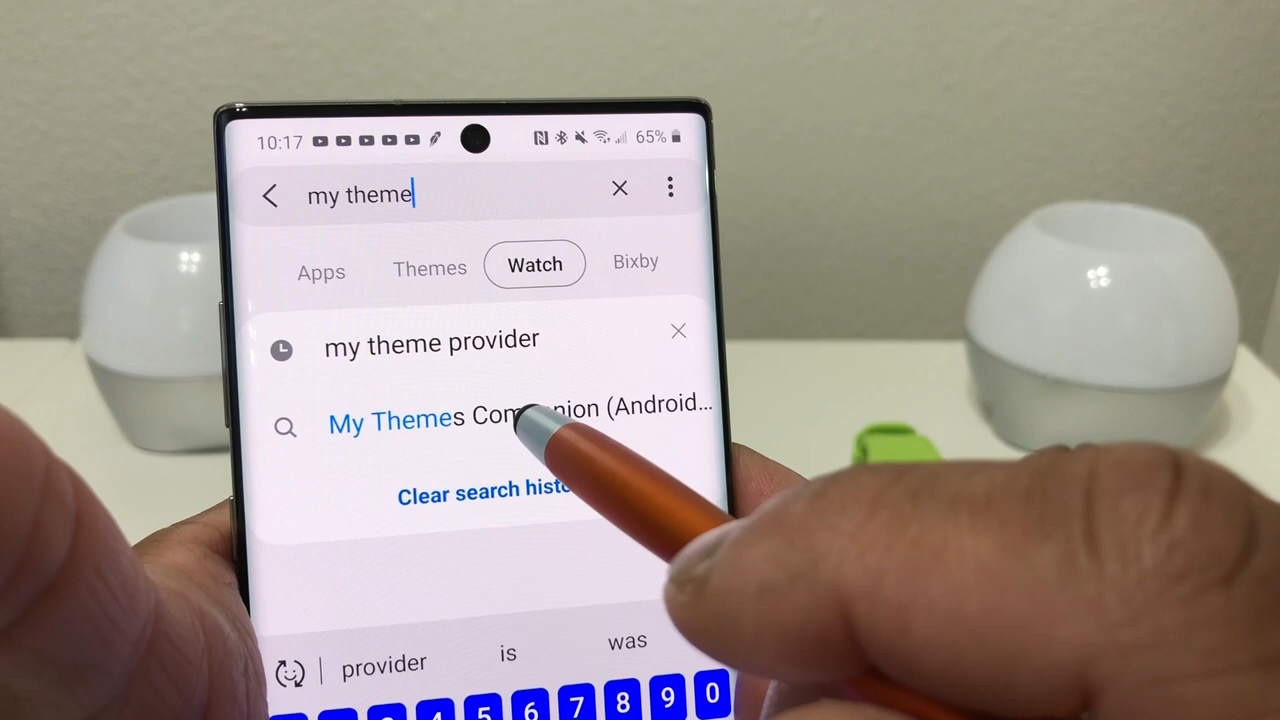 10:17 65%
my theme
Apps Themes Watch Bixby
my theme provider
My Themes Com nion (Android...
Clear search histo
provider is was
4 5 6 7 8 9 0